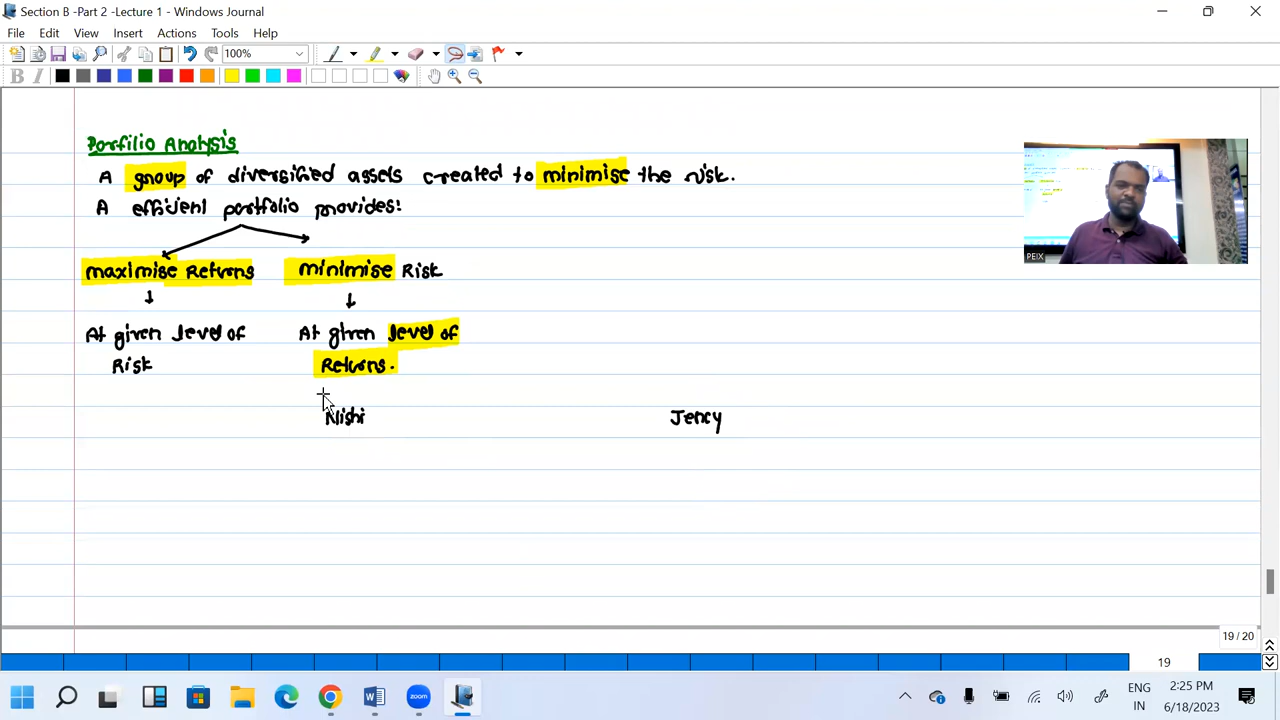 Section B -Part 2 -Lecture 1 - Windows Journal
File Edit View Insert Actions Tools Help
100%
B I
Porfilio Analysis
A group of diversified assets created to minimise the risk.
A efficient portfolio provides:
maximise Returns minimise Risk
At given level of At given level of
Risk Returns.
Nishi Jency
PEIX
19/20
19
ENG
IN
2:25 PM
6/18/2023
zoom